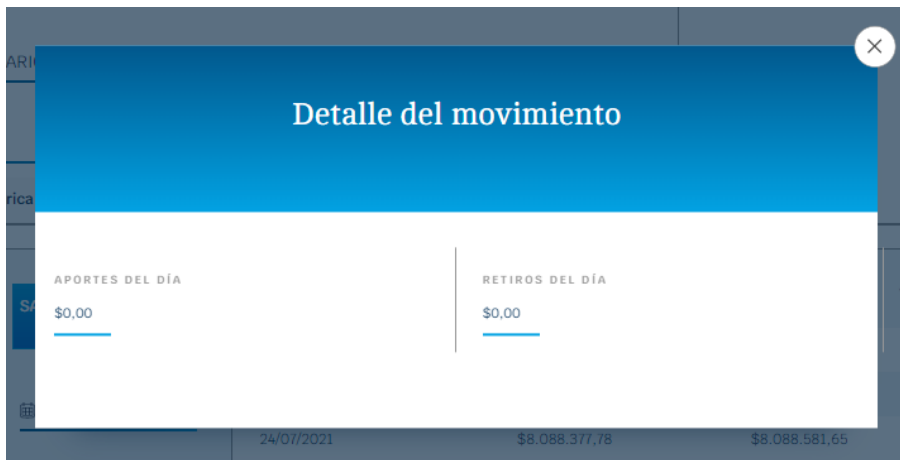 Detalle del movimiento
APORTES DEL DÍA
RETIROS DEL DÍA
$0,00
$0,00
24/07/2021
$8.088.377,78
$8.088.581,65